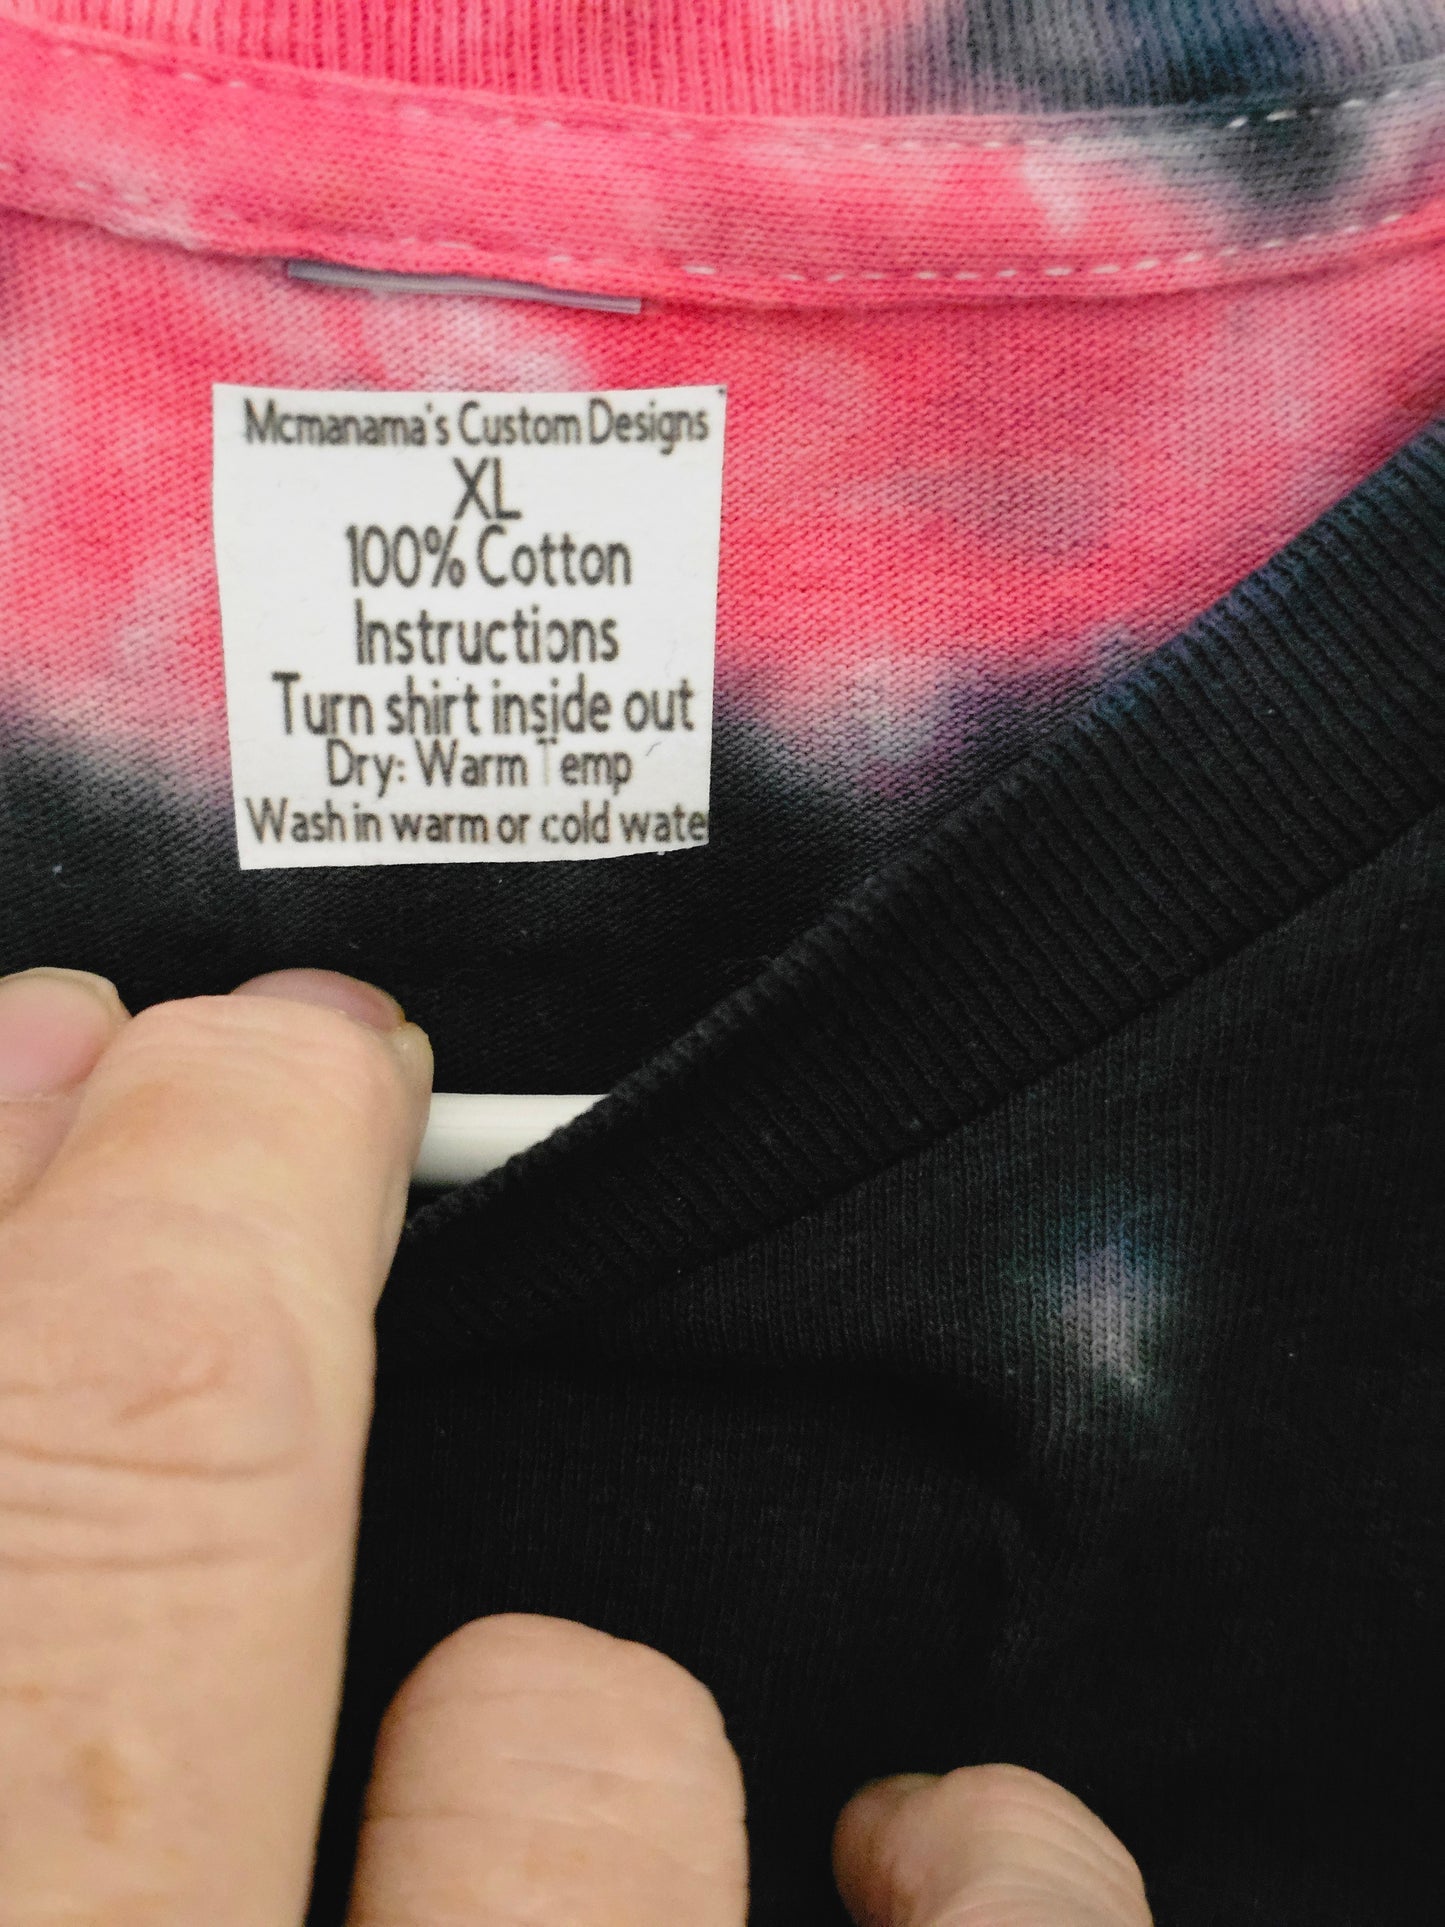 Mcmanama's Custom Designs
XL
100% Cotton
Instructions
Turn shirt inside out
Dry: Warm Temp
Wash in warm or cold wate